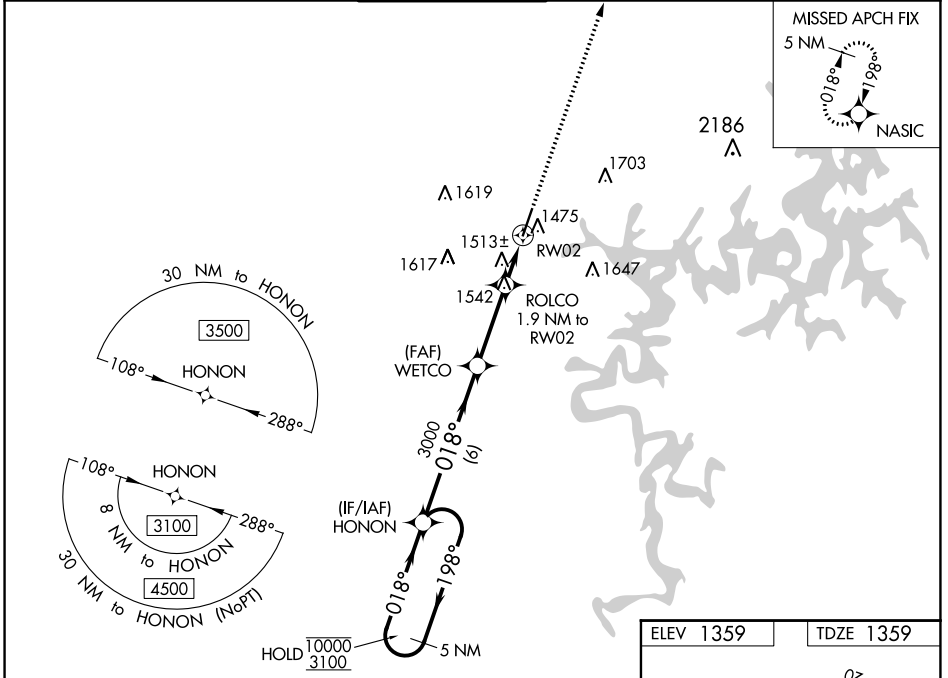 MISSED APCH FIX
5 NM
018°
198°
NASIC
2186
1703
1619
1475
1513±
RW02
1617
1647
1542
ROLCO
1.9 NM to
RW02
(FAF)
WETCO
30 NM to HONON
3500
108°
HONON
288°
3000
018°
(6)
108°
HONON
288°
3100
8 NM to HONON
4500
30 NM to HONON (NoPT)
(IF/IAF)
HONON
018°
198°
HOLD 10000
3100
5 NM
ELEV 1359
TDZE 1359